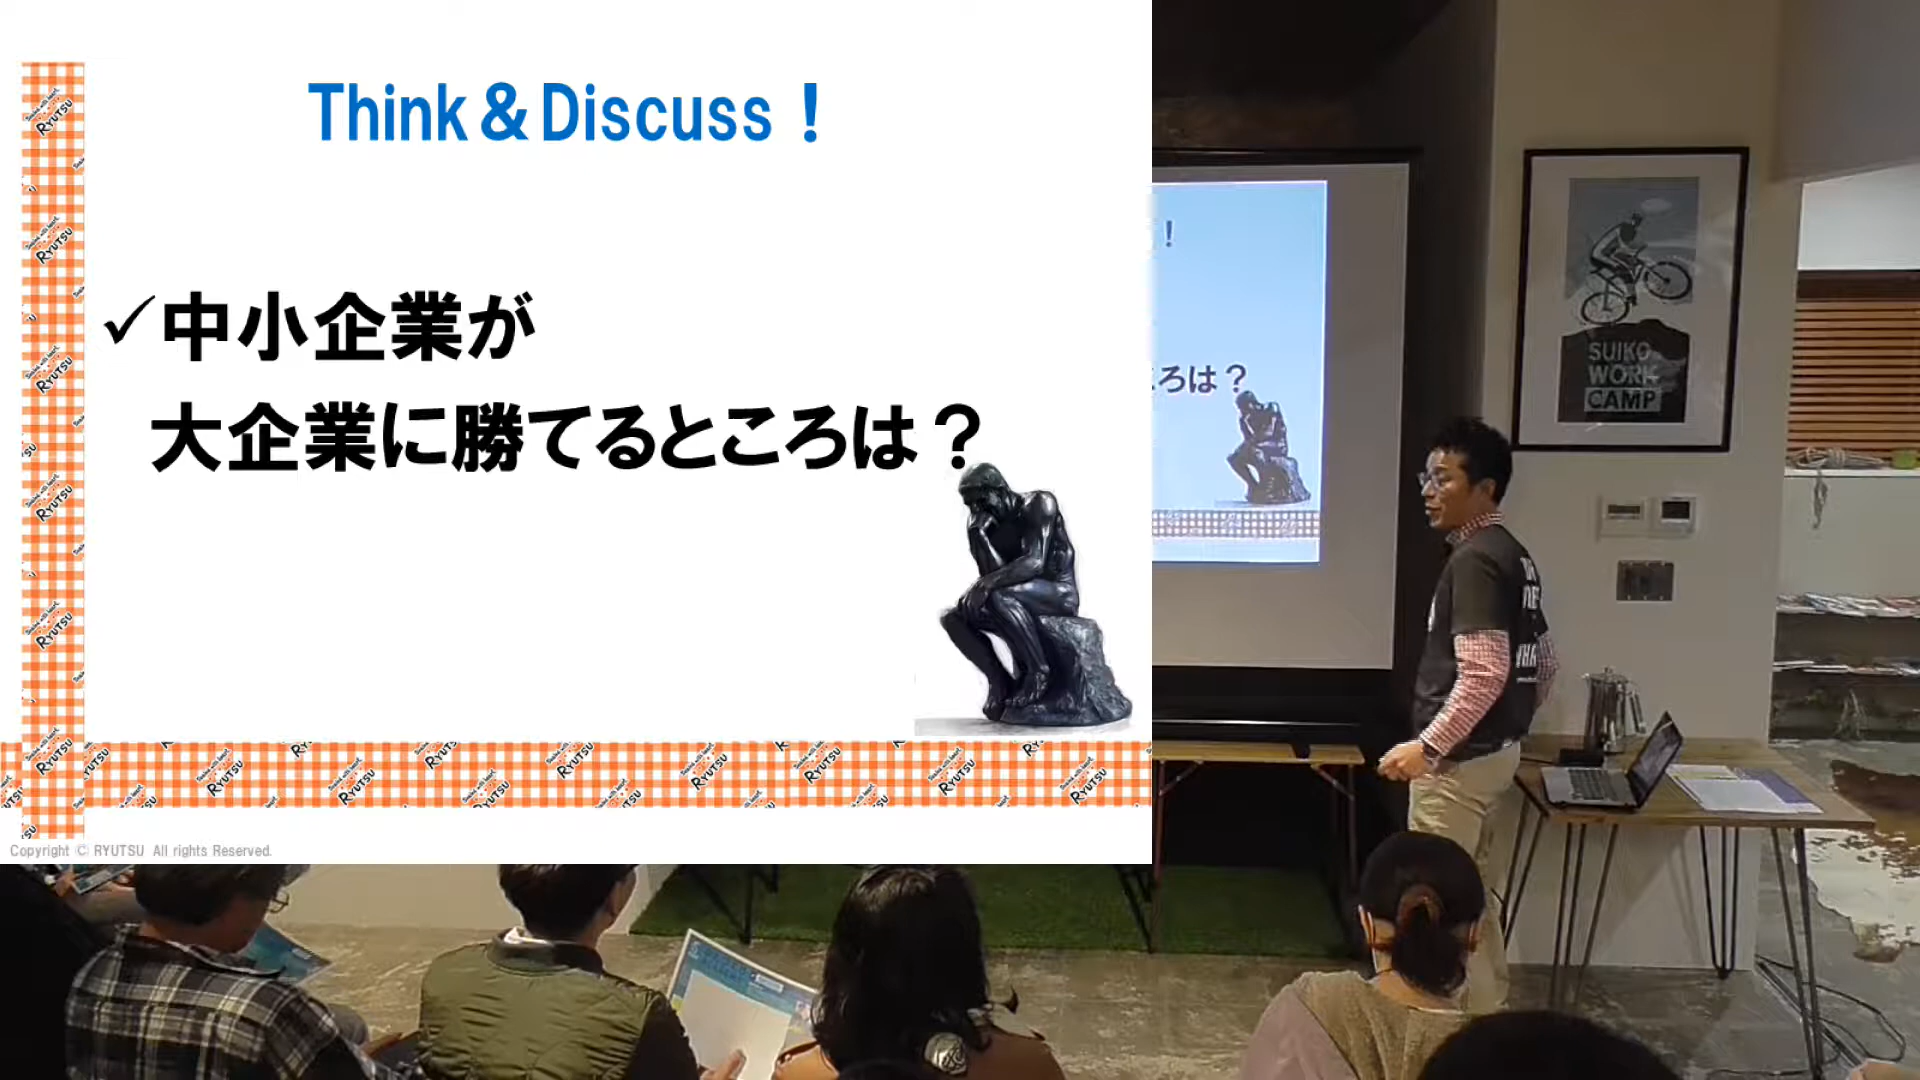 Think＆Discuss！
✓中小企業が
大企業に勝てるところは？
RYUTSU
Copyright © RYUTSU All rights Reserved.
！
ろは？
SUIKO
WORK
CAMP